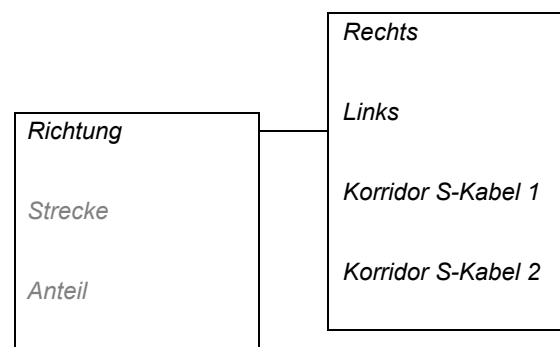 Richtung
Strecke
Anteil
Rechts
Links
Korridor S-Kabel 1
Korridor S-Kabel 2